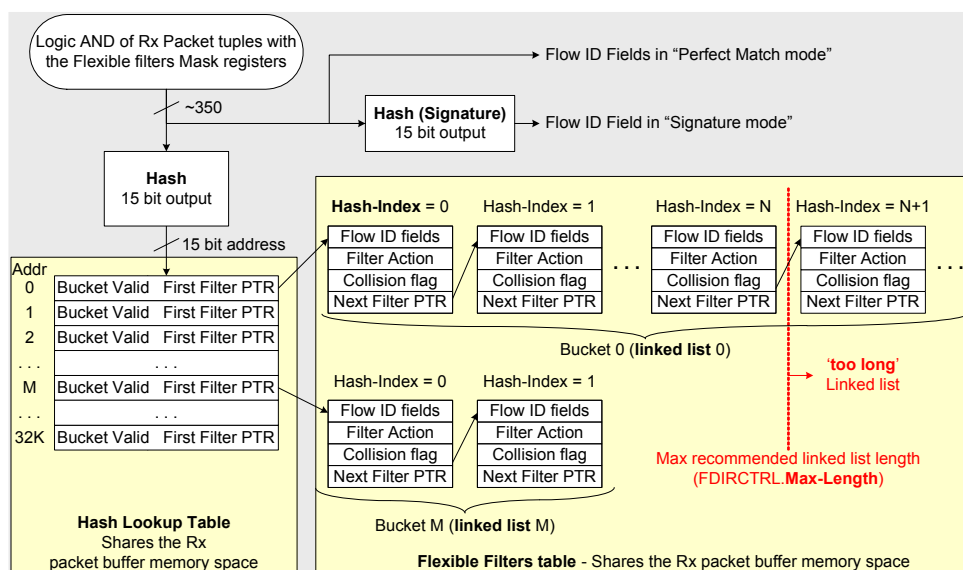 Logic AND of Rx Packet tuples with
the Flexible filters Mask registers
Flow ID Fields in “Perfect Match mode”
~350
Hash (Signature)
15 bit output
Flow ID Field in “Signature mode”
Hash
15 bit output
15 bit address
Addr
0
Bucket Valid First Filter PTR
1
Bucket Valid First Filter PTR
2
Bucket Valid First Filter PTR
. . .
. . .
M
Bucket Valid First Filter PTR
. . .
. . .
32K
Bucket Valid First Filter PTR
Hash Lookup Table
Shares the Rx
packet buffer memory space
Hash-Index = 0
Flow ID fields
Filter Action
Collision flag
Next Filter PTR
Hash-Index = 1
Flow ID fields
Filter Action
Collision flag
Next Filter PTR
. . .
Hash-Index = N
Flow ID fields
Filter Action
Collision flag
Next Filter PTR
Hash-Index = N+1
Flow ID fields
Filter Action
Collision flag
Next Filter PTR
. . .
Bucket 0 (linked list 0)
‘too long’
Linked list
Hash-Index = 0
Flow ID fields
Filter Action
Collision flag
Next Filter PTR
Hash-Index = 1
Flow ID fields
Filter Action
Collision flag
Next Filter PTR
Max recommended linked list length
(FDIRCTRL.Max-Length)
Bucket M (linked list M)
Flexible Filters table - Shares the Rx packet buffer memory space